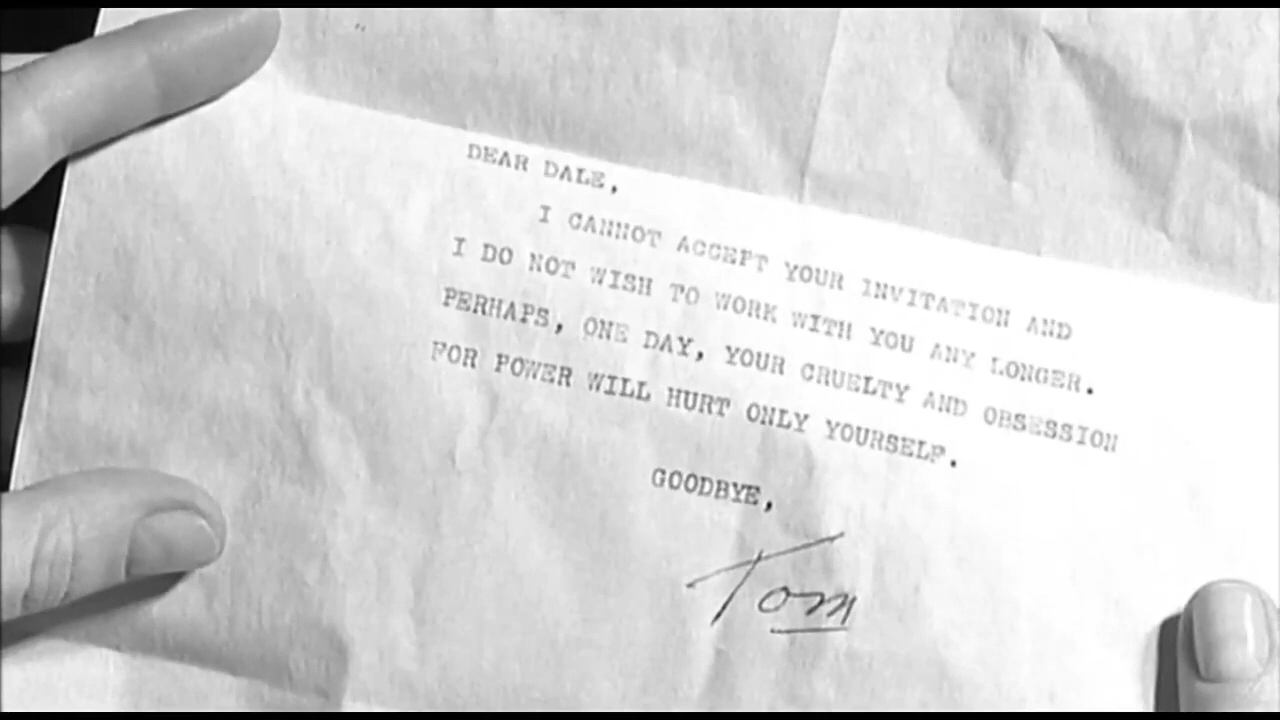 DEAR DALE,
I CANNOT ACCEPT YOUR INVITATION AND
I DO NOT WISH TO WORK WITH YOU ANY LONGER.
PERHAPS, ONE DAY, YOUR CRUELTY AND OBSESSION
FOR POWER WILL HURT ONLY YOURSELF.
GOODBYE,
Tom